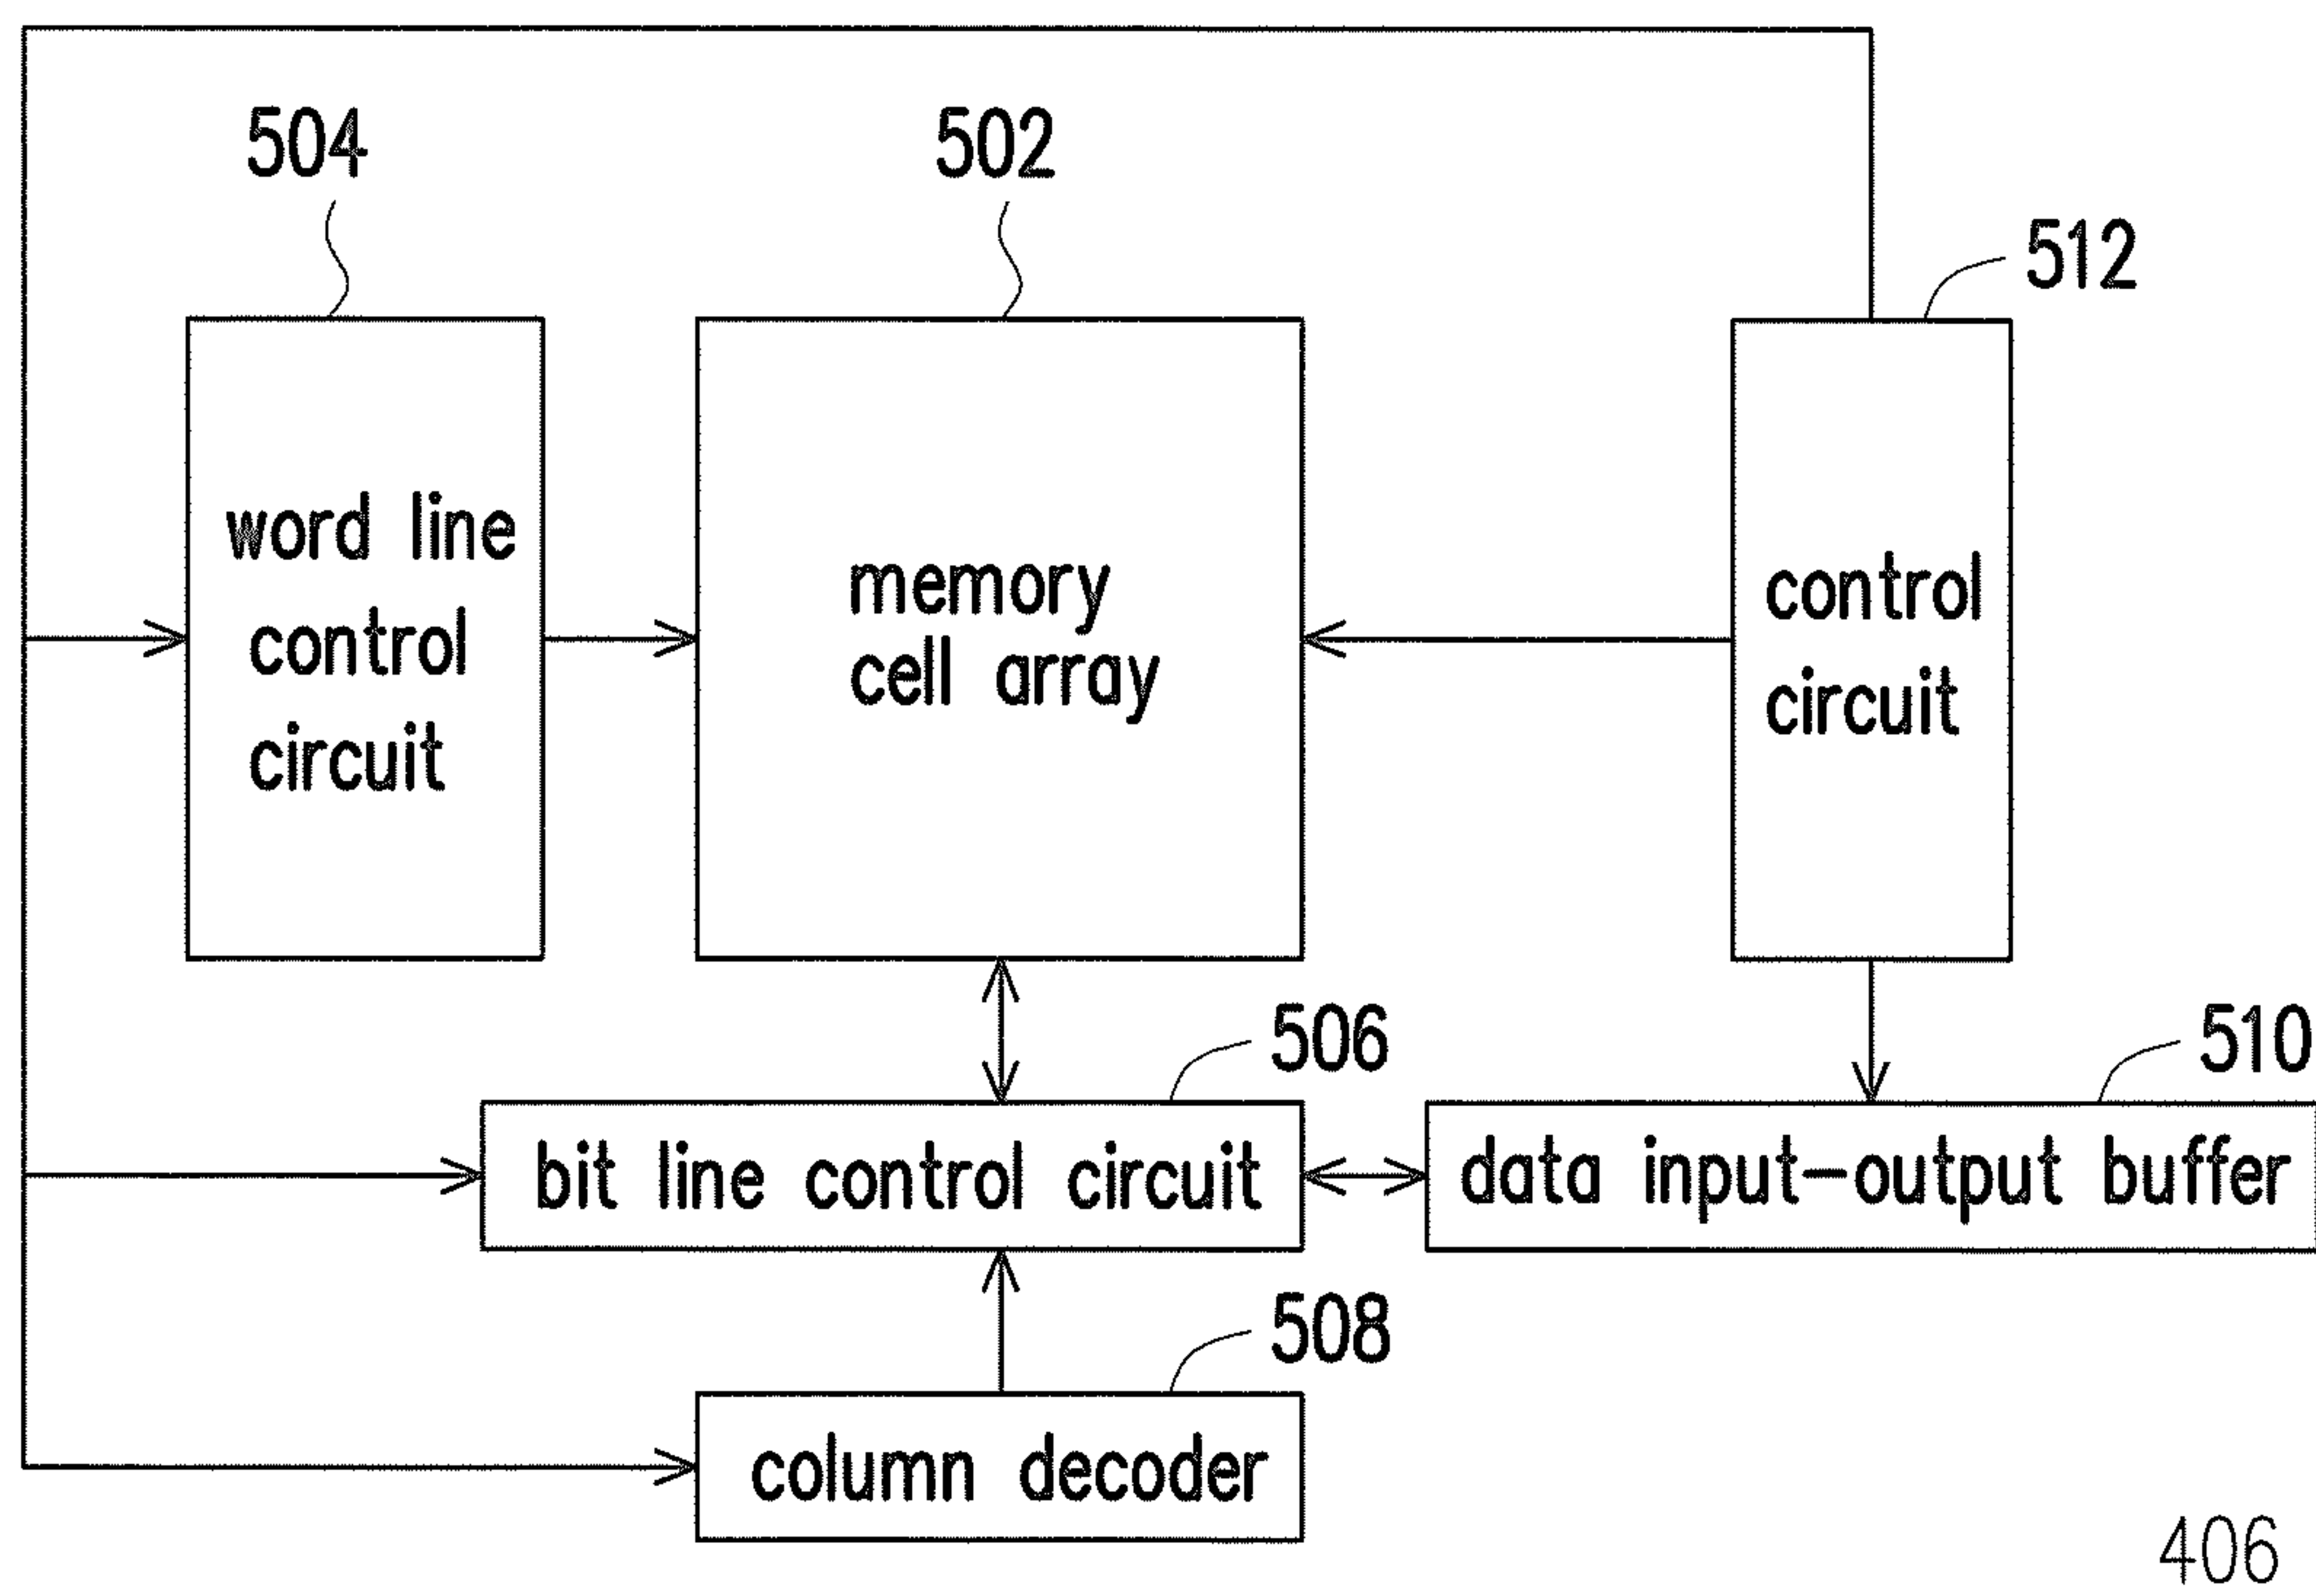 504
502
512
word line
control
circuit
memory
cell array
control
circuit
506
510
bit line control circuit
data input-output buffer
508
column decoder
406